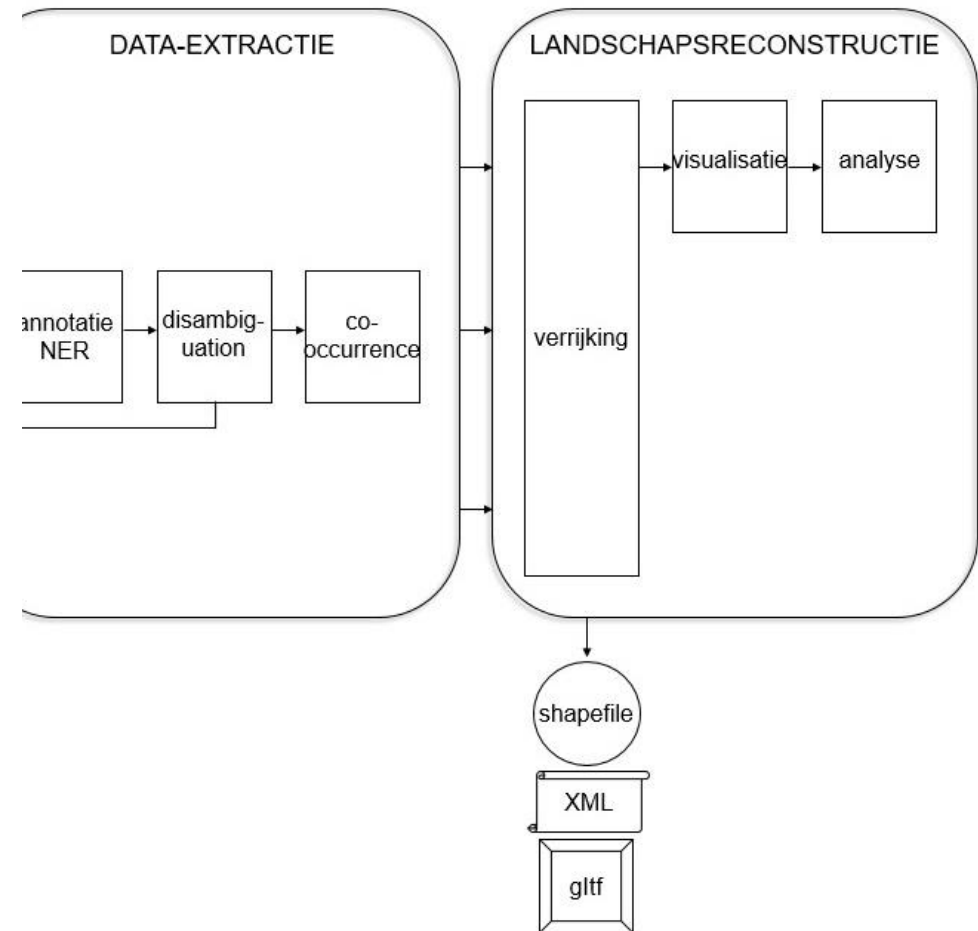 DATA-EXTRACTIE
annotatie
NER
disambig-
uation
co-
occurrence
LANDSCHAPSRECONSTRUCTIE
verrijking
visualisatie
analyse
shapefile
XML
gltf